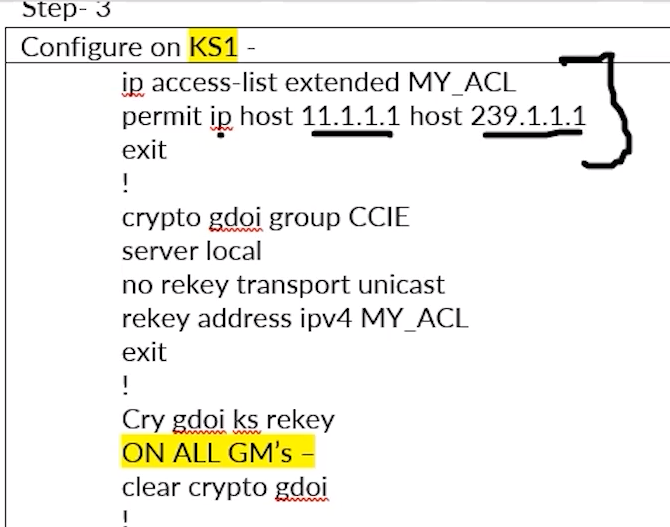 Step- 3
Configure on KS1 -
ip access-list extended MY_ACL
permit ip host 11.1.1.1 host 239.1.1.1
exit
!
crypto gdoi group CCIE
server local
no rekey transport unicast
rekey address ipv4 MY_ACL
exit
!
Cry gdoi ks rekey
ON ALL GM's –
clear crypto gdoi
!